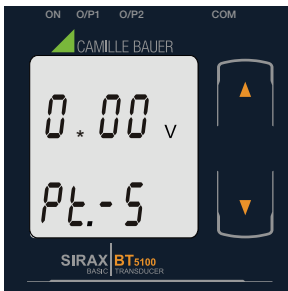 ON O/P1 O/P2 COM
CAMILLE BAUER
0.*00 V
Pt.-S
SIRAX BT5100
BASIC TRANSDUCER